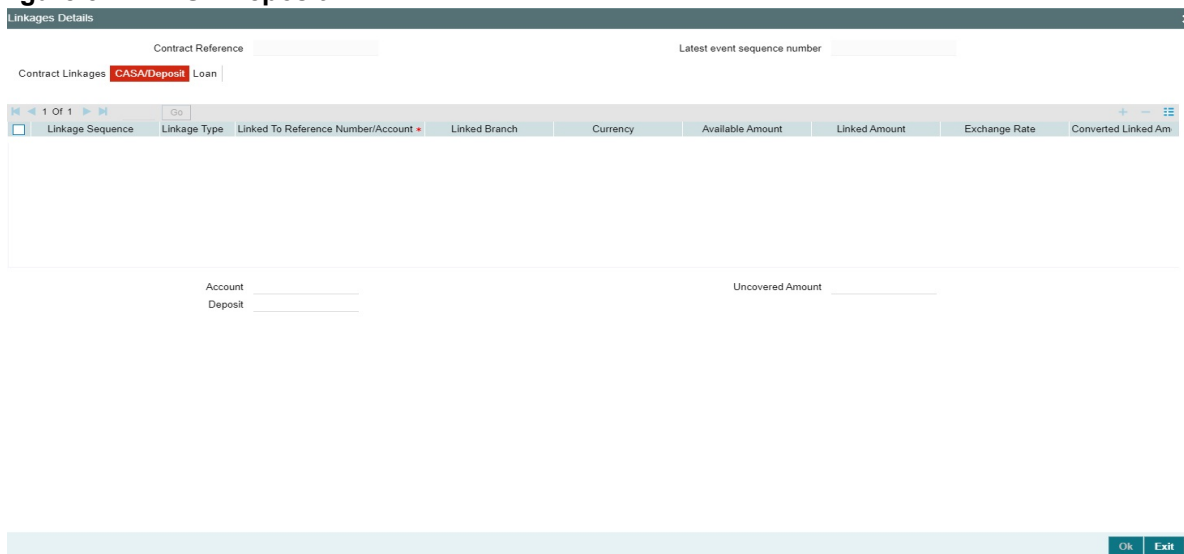 Linkages Details
Contract Reference
Latest event sequence number
Contract Linkages CASA/Deposit Loan
1 Of 1 Go
Linkage Sequence Linkage Type Linked To Reference Number/Account * Linked Branch Currency Available Amount Linked Amount Exchange Rate Converted Linked Am
Account Uncovered Amount
Deposit
Ok Exit